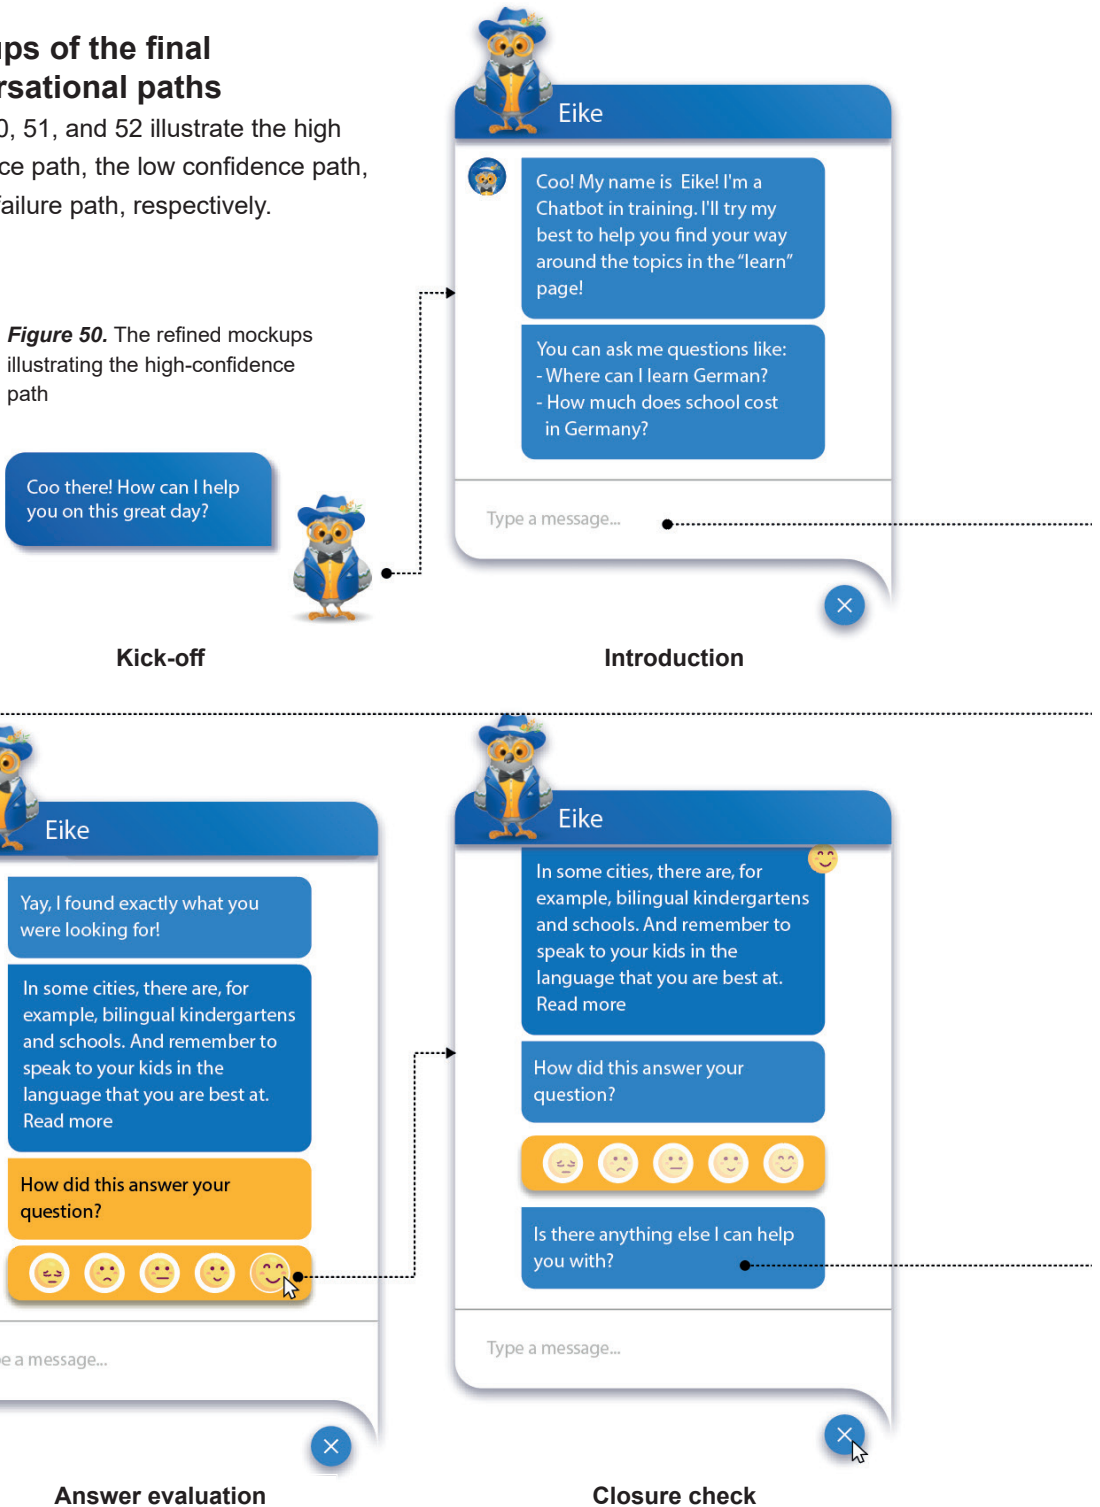 ups of the final
rsational paths
0, 51, and 52 illustrate the high
ce path, the low confidence path,
failure path, respectively.
Figure 50. The refined mockups
illustrating the high-confidence
path
Coo there! How can I help
you on this great day?
Kick-off
Eike
Coo! My name is Eike! I'm a
Chatbot in training. I'll try my
best to help you find your way
around the topics in the “learn”
page!
You can ask me questions like:
- Where can I learn German?
- How much does school cost
in Germany?
Type a message...
Introduction
Eike
Yay, I found exactly what you
were looking for!
In some cities, there are, for
example, bilingual kindergartens
and schools. And remember to
speak to your kids in the
language that you are best at.
Read more
How did this answer your
question?
e a message...
Answer evaluation
Eike
In some cities, there are, for
example, bilingual kindergartens
and schools. And remember to
speak to your kids in the
language that you are best at.
Read more
How did this answer your
question?
Is there anything else I can help
you with?
Type a message...
Closure check